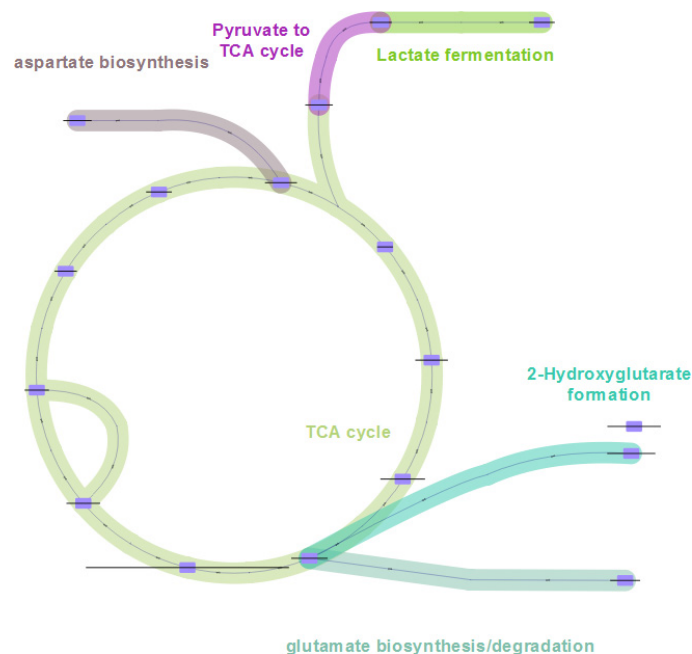 Pyruvate to
TCA cycle
aspartate biosynthesis
Lactate fermentation
2-Hydroxyglutarate
formation
TCA cycle
glutamate biosynthesis/degradation